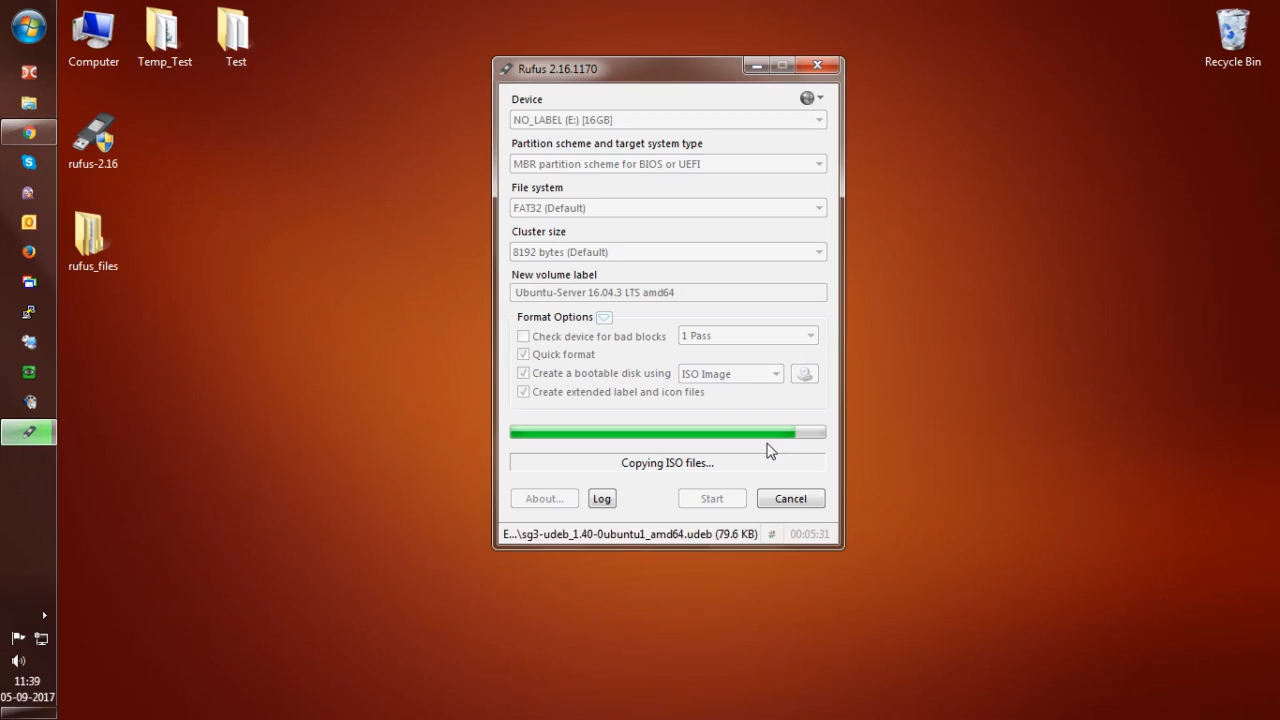 Computer
Temp_Test
Test
Recycle Bin
rufus-2.16
rufus_files
Rufus 2.16.1170
Device
NO_LABEL (E:) [16GB]
Partition scheme and target system type
MBR partition scheme for BIOS or UEFI
File system
FAT32 (Default)
Cluster size
8192 bytes (Default)
New volume label
Ubuntu-Server 16.04.3 LTS amd64
Format Options
Check device for bad blocks
1 Pass
Quick format
Create a bootable disk using
ISO Image
Create extended label and icon files
Copying ISO files...
About...
Log
Start
Cancel
E...\sg3-udeb_1.40-0ubuntu1_amd64.udeb (79.6 KB)
#
00:05:31
11:39
05-09-2017